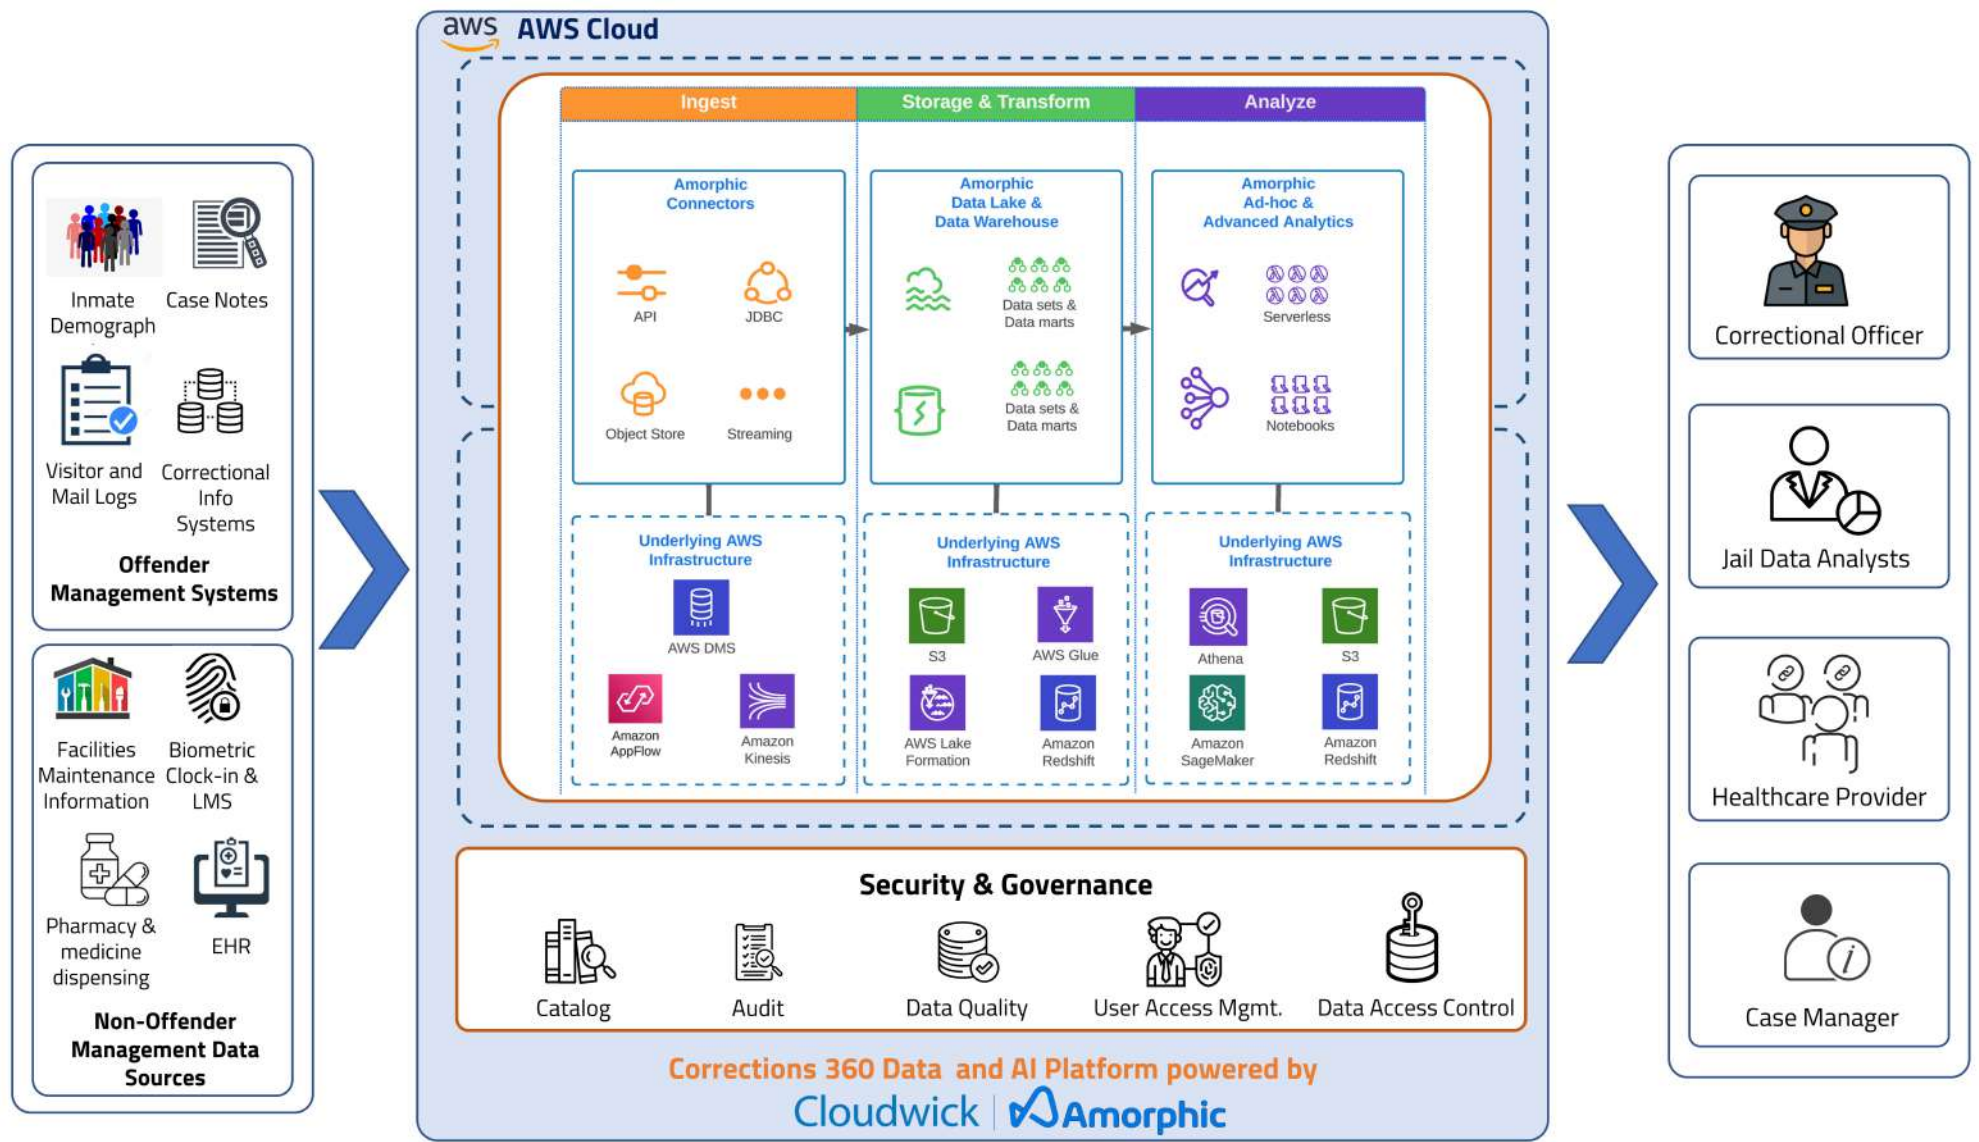 aws AWS Cloud
Ingest
Storage & Transform
Analyze
Inmate
Demograph
Case Notes
Visitor and
Mail Logs
Correctional
Info
Systems
Offender
Management Systems
Facilities
Maintenance
Information
Biometric
Clock-in &
LMS
Pharmacy &
medicine
dispensing
EHR
Non-Offender
Management Data
Sources
Amorphic
Connectors
API
JDBC
Object Store
Streaming
Underlying AWS
Infrastructure
AWS DMS
Amazon
AppFlow
Amazon
Kinesis
Amorphic
Data Lake &
Data Warehouse
Data sets &
Data marts
Data sets &
Data marts
Underlying AWS
Infrastructure
S3
AWS Glue
AWS Lake
Formation
Amazon
Redshift
Amorphic
Ad-hoc &
Advanced Analytics
Serverless
Notebooks
Underlying AWS
Infrastructure
Athena
S3
Amazon
SageMaker
Amazon
Redshift
Security & Governance
Catalog
Audit
Data Quality
User Access Mgmt.
Data Access Control
Corrections 360 Data and AI Platform powered by
Cloudwick | Amorphic
Correctional Officer
Jail Data Analysts
Healthcare Provider
Case Manager